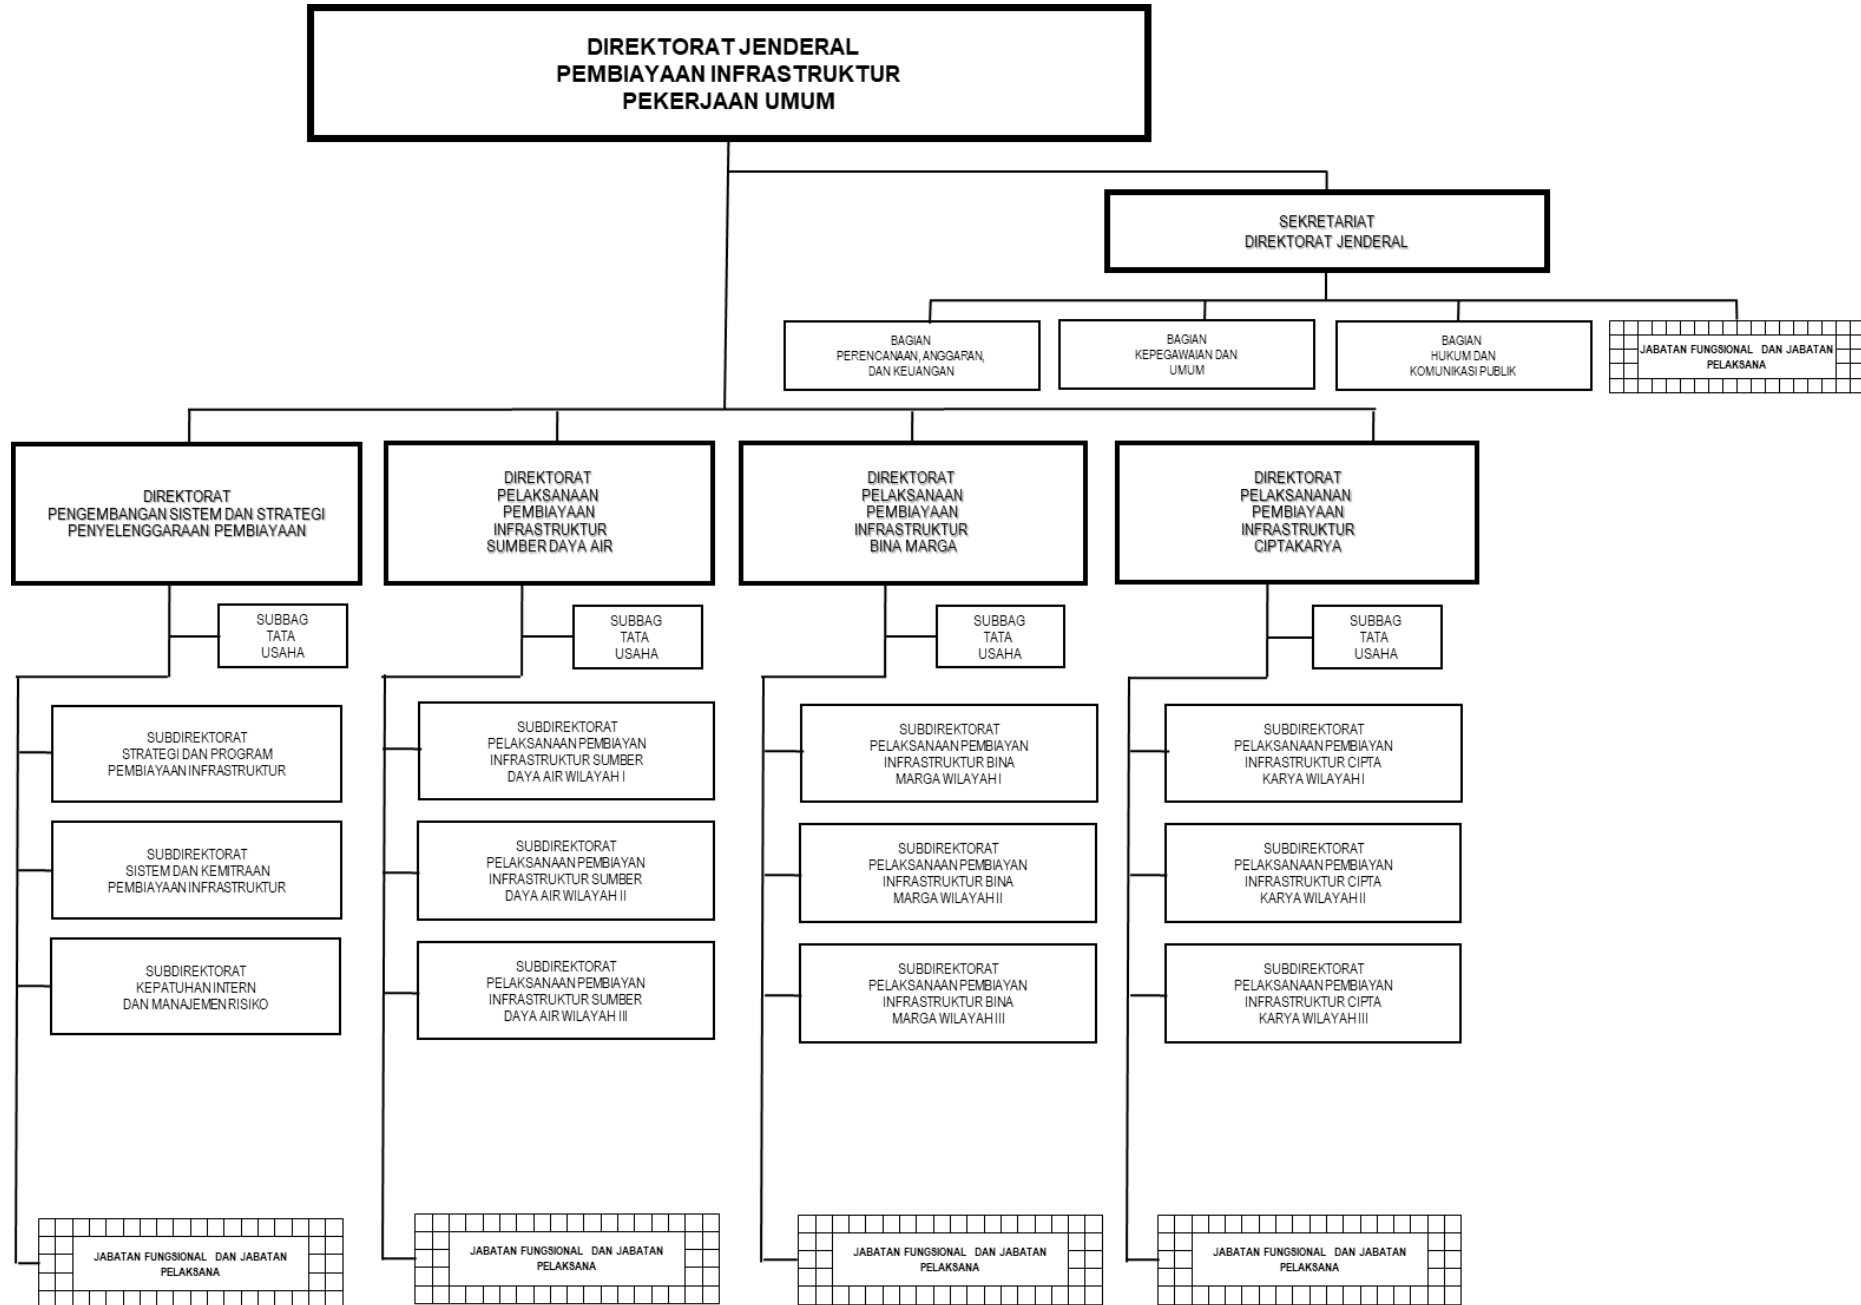 DIREKTORAT JENDERAL
PEMBIAYAAN INFRASTRUKTUR
PEKERJAAN UMUM
SEKRETARIAT
DIREKTORAT JENDERAL
BAGIAN
PERENCANAAN, ANGGARAN,
DAN KEUANGAN
BAGIAN
KEPEGAWAIAN DAN
UMUM
BAGIAN
HUKUM DAN
KOMUNIKASI PUBLIK
JABATAN FUNGSIONAL DAN JABATAN
PELAKSANA
DIREKTORAT
PENGEMBANGAN SISTEM DAN STRATEGI
PENYELENGGARAAN PEMBIAYAAN
DIREKTORAT
PELAKSANAAN
PEMBIAYAAN
INFRASTRUKTUR
SUMBER DAYA AIR
DIREKTORAT
PELAKSANAAN
PEMBIAYAAN
INFRASTRUKTUR
BINA MARGA
DIREKTORAT
PELAKSANANAN
PEMBIAYAAN
INFRASTRUKTUR
CIPTAKARYA
SUBBAG
TATA
USAHA
SUBBAG
TATA
USAHA
SUBBAG
TATA
USAHA
SUBBAG
TATA
USAHA
SUBDIREKTORAT
STRATEGI DAN PROGRAM
PEMBIAYAAN INFRASTRUKTUR
SUBDIREKTORAT
SISTEM DAN KEMITRAAN
PEMBIAYAAN INFRASTRUKTUR
SUBDIREKTORAT
KEPATUHAN INTERN
DAN MANAJEMEN RISIKO
JABATAN FUNGSIONAL DAN JABATAN
PELAKSANA
SUBDIREKTORAT
PELAKSANAAN PEMBIAYAN
INFRASTRUKTUR SUMBER
DAYA AIR WILAYAH I
SUBDIREKTORAT
PELAKSANAAN PEMBIAYAN
INFRASTRUKTUR SUMBER
DAYA AIR WILAYAH II
SUBDIREKTORAT
PELAKSANAAN PEMBIAYAN
INFRASTRUKTUR SUMBER
DAYA AIR WILAYAH III
JABATAN FUNGSIONAL DAN JABATAN
PELAKSANA
SUBDIREKTORAT
PELAKSANAAN PEMBIAYAN
INFRASTRUKTUR BINA
MARGA WILAYAH I
SUBDIREKTORAT
PELAKSANAAN PEMBIAYAN
INFRASTRUKTUR BINA
MARGA WILAYAH II
SUBDIREKTORAT
PELAKSANAAN PEMBIAYAN
INFRASTRUKTUR BINA
MARGA WILAYAH III
JABATAN FUNGSIONAL DAN JABATAN
PELAKSANA
SUBDIREKTORAT
PELAKSANAAN PEMBIAYAN
INFRASTRUKTUR CIPTA
KARYA WILAYAH I
SUBDIREKTORAT
PELAKSANAAN PEMBIAYAN
INFRASTRUKTUR CIPTA
KARYA WILAYAH II
SUBDIREKTORAT
PELAKSANAAN PEMBIAYAN
INFRASTRUKTUR CIPTA
KARYA WILAYAH III
JABATAN FUNGSIONAL DAN JABATAN
PELAKSANA